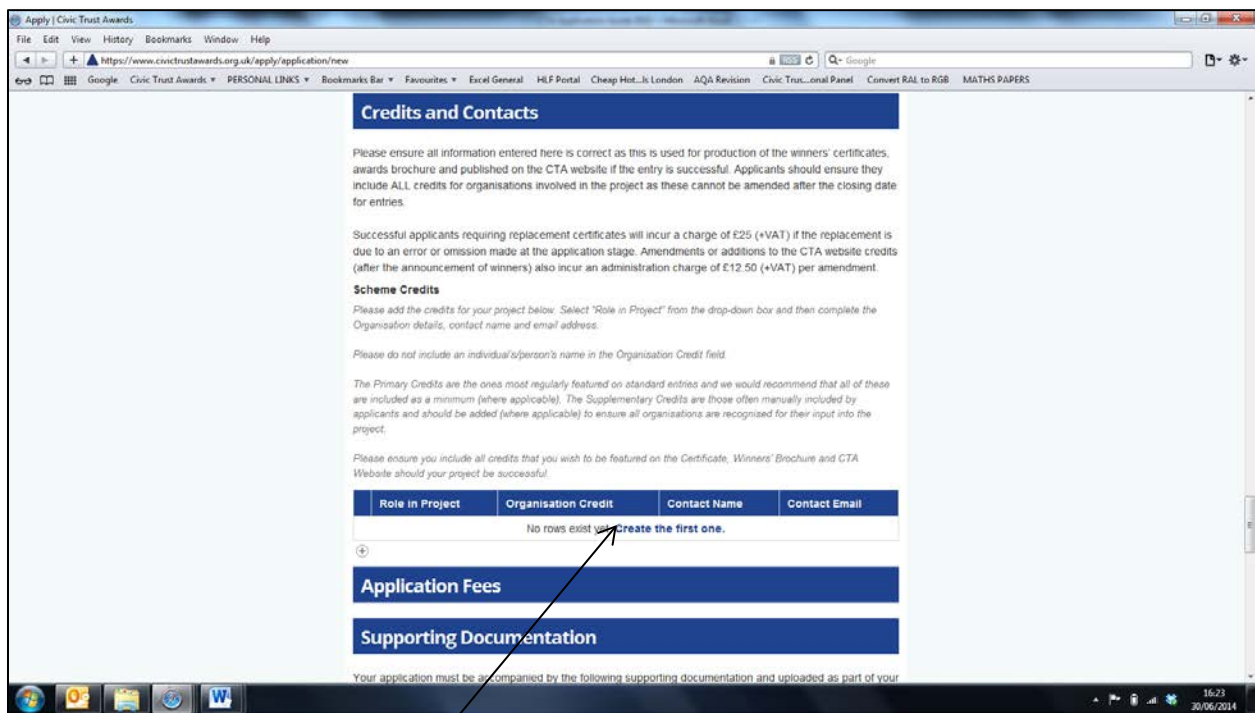 Apply | Civic Trust Awards
File Edit View History Bookmarks Window Help
https://www.civictrustawards.org.uk/apply/application/new
RSS
Google
Google Civic Trust Awards PERSONAL LINKS Bookmarks Bar Favourites Excel General HLF Portal Cheap Hot...ls London AQA Revision Civic Trus...onal Panel Convert RAL to RGB MATHS PAPERS
Credits and Contacts
Please ensure all information entered here is correct as this is used for production of the winners' certificates,
awards brochure and published on the CTA website if the entry is successful. Applicants should ensure they
include ALL credits for organisations involved in the project as these cannot be amended after the closing date
for entries.
Successful applicants requiring replacement certificates will incur a charge of £25 (+VAT) if the replacement is
due to an error or omission made at the application stage. Amendments or additions to the CTA website credits
(after the announcement of winners) also incur an administration charge of £12.50 (+VAT) per amendment.
Scheme Credits
Please add the credits for your project below. Select "Role in Project" from the drop-down box and then complete the
Organisation details, contact name and email address.
Please do not include an individual's/person's name in the Organisation Credit field.
The Primary Credits are the ones most regularly featured on standard entries and we would recommend that all of these
are included as a minimum (where applicable). The Supplementary Credits are those often manually included by
applicants and should be added (where applicable) to ensure all organisations are recognised for their input into the
project.
Please ensure you include all credits that you wish to be featured on the Certificate, Winners' Brochure and CTA
Website should your project be successful.
Role in Project Organisation Credit Contact Name Contact Email
No rows exist yet. Create the first one.
Application Fees
Supporting Documentation
Your application must be accompanied by the following supporting documentation and uploaded as part of your
16:23
30/06/2014